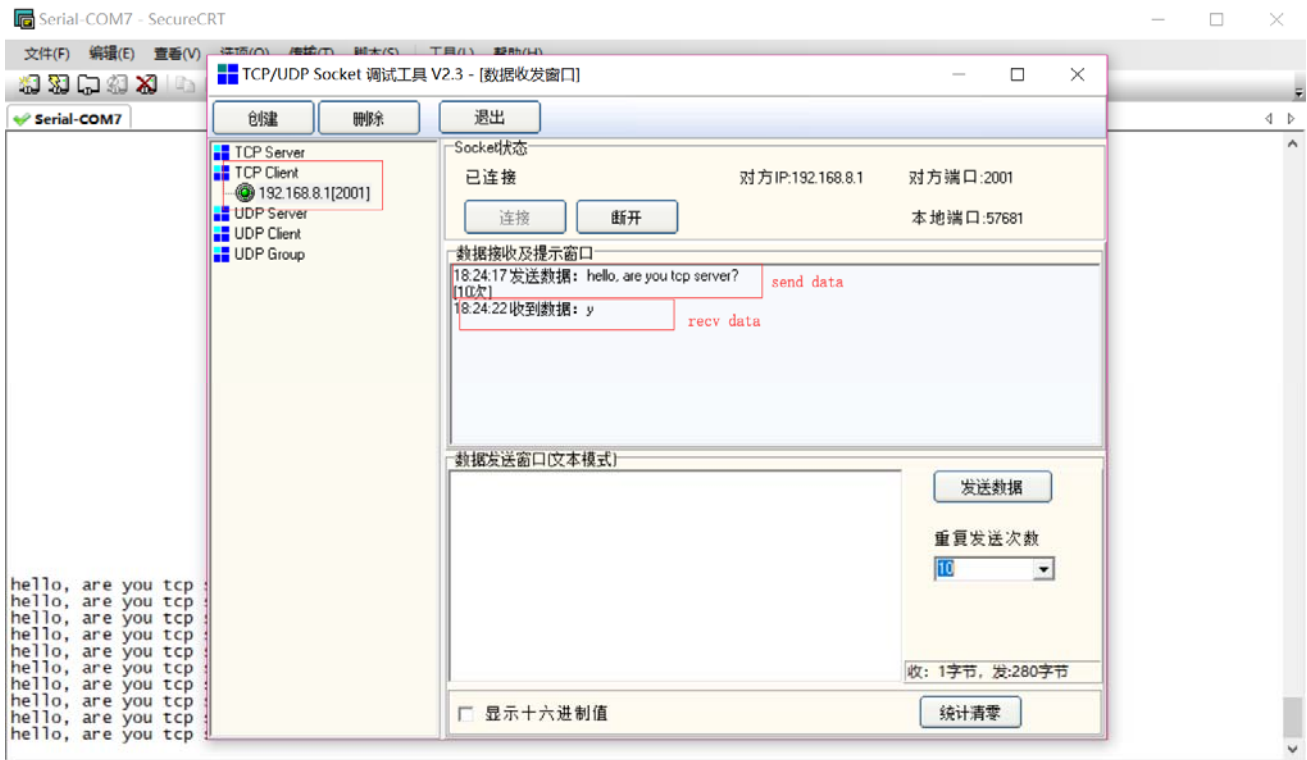 Serial-COM7 - SecureCRT
文件(F) 编辑(E) 查看(V) 选项(O) 传输(T) 脚本(S) 工具(L) 帮助(H)
TCP/UDP Socket 调试工具 V2.3 - [数据收发窗口]
Serial-COM7
创建 删除 退出
TCP Server
TCP Client
192.168.8.1[2001]
UDP Server
UDP Client
UDP Group
Socket状态
已连接 对方IP:192.168.8.1 对方端口:2001
连接 断开 本地端口:57681
数据接收及提示窗口
18:24:17 发送数据：hello, are you tcp server?
[10次]
send data
18:24:22 收到数据：y
recv data
数据发送窗口(文本模式)
发送数据
重复发送次数
10
收：1字节，发:280字节
显示十六进制值 统计清零
hello, are you tcp
hello, are you tcp
hello, are you tcp
hello, are you tcp
hello, are you tcp
hello, are you tcp
hello, are you tcp
hello, are you tcp
hello, are you tcp
hello, are you tcp